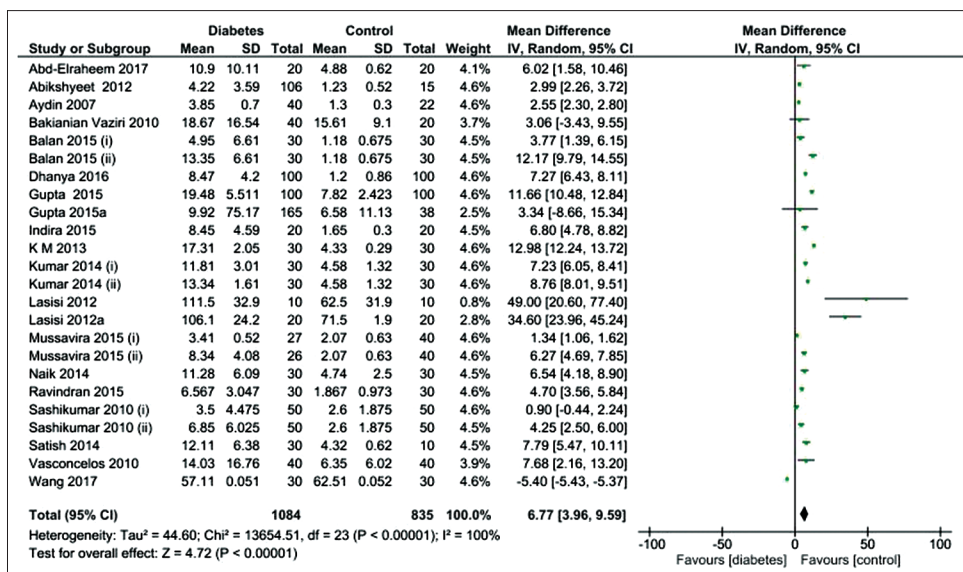 Diabetes Control Mean Difference Mean Difference
Study or Subgroup Mean SD Total Mean SD Total Weight IV, Random, 95% CI IV, Random, 95% CI
Abd-Elraheem 2017 10.9 10.11 20 4.88 0.62 20 4.1% 6.02 [1.58, 10.46]
Abikshyeet 2012 4.22 3.59 106 1.23 0.52 15 4.6% 2.99 [2.26, 3.72]
Aydin 2007 3.85 0.7 40 1.3 0.3 22 4.6% 2.55 [2.30, 2.80]
Bakianian Vaziri 2010 18.67 16.54 40 15.61 9.1 20 3.7% 3.06 [-3.43, 9.55]
Balan 2015 (i) 4.95 6.61 30 1.18 0.675 30 4.5% 3.77 [1.39, 6.15]
Balan 2015 (ii) 13.35 6.61 30 1.18 0.675 30 4.5% 12.17 [9.79, 14.55]
Dhanya 2016 8.47 4.2 100 1.2 0.86 100 4.6% 7.27 [6.43, 8.11]
Gupta 2015 19.48 5.511 100 7.82 2.423 100 4.6% 11.66 [10.48, 12.84]
Gupta 2015a 9.92 75.17 165 6.58 11.13 38 2.5% 3.34 [-8.66, 15.34]
Indira 2015 8.45 4.59 20 1.65 0.3 20 4.5% 6.80 [4.78, 8.82]
K M 2013 17.31 2.05 30 4.33 0.29 30 4.6% 12.98 [12.24, 13.72]
Kumar 2014 (i) 11.81 3.01 30 4.58 1.32 30 4.6% 7.23 [6.05, 8.41]
Kumar 2014 (ii) 13.34 1.61 30 4.58 1.32 30 4.6% 8.76 [8.01, 9.51]
Lasisi 2012 111.5 32.9 10 62.5 31.9 10 0.8% 49.00 [20.60, 77.40]
Lasisi 2012a 106.1 24.2 20 71.5 1.9 20 2.8% 34.60 [23.96, 45.24]
Mussavira 2015 (i) 3.41 0.52 27 2.07 0.63 40 4.6% 1.34 [1.06, 1.62]
Mussavira 2015 (ii) 8.34 4.08 26 2.07 0.63 40 4.6% 6.27 [4.69, 7.85]
Naik 2014 11.28 6.09 30 4.74 2.5 30 4.5% 6.54 [4.18, 8.90]
Ravindran 2015 6.567 3.047 30 1.867 0.973 30 4.6% 4.70 [3.56, 5.84]
Sashikumar 2010 (i) 3.5 4.475 50 2.6 1.875 50 4.6% 0.90 [-0.44, 2.24]
Sashikumar 2010 (ii) 6.85 6.025 50 2.6 1.875 50 4.5% 4.25 [2.50, 6.00]
Satish 2014 12.11 6.38 30 4.32 0.62 10 4.5% 7.79 [5.47, 10.11]
Vasconcelos 2010 14.03 16.76 40 6.35 6.02 40 3.9% 7.68 [2.16, 13.20]
Wang 2017 57.11 0.051 30 62.51 0.052 30 4.6% -5.40 [-5.43, -5.37]
Total (95% CI) 1084 835 100.0% 6.77 [3.96, 9.59]
Heterogeneity: Tau² = 44.60; Chi² = 13654.51, df = 23 (P < 0.00001); I² = 100%
Test for overall effect: Z = 4.72 (P < 0.00001)
-100 -50 0 50 100
Favours [diabetes] Favours [control]